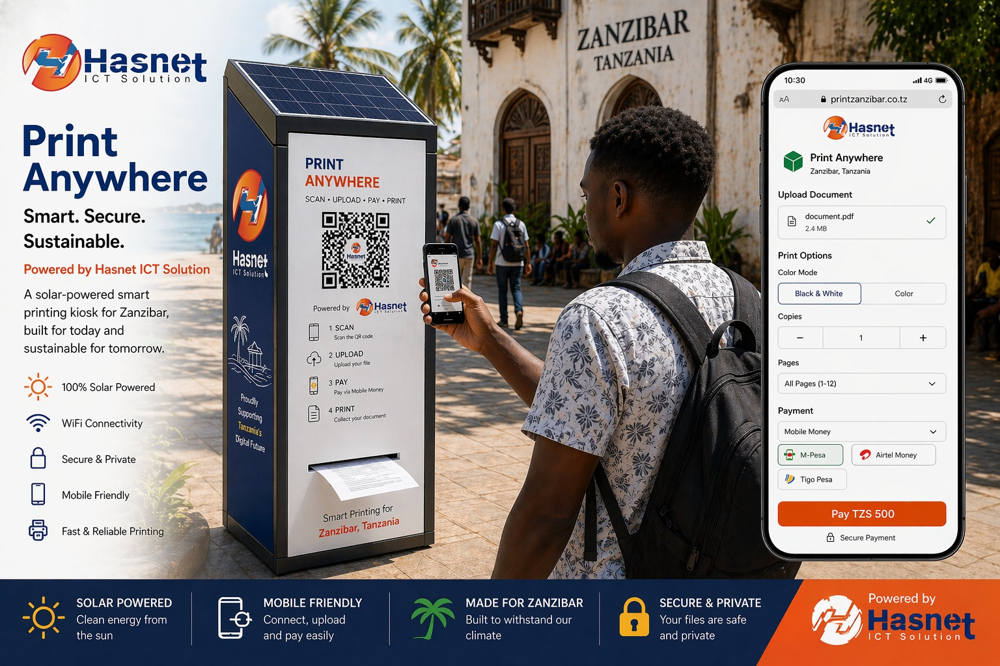 Hasnet
ICT Solution
Print
Anywhere
Smart. Secure.
Sustainable.
Powered by Hasnet ICT Solution
A solar-powered smart
printing kiosk for Zanzibar,
built for today and
sustainable for tomorrow.
100% Solar Powered
WiFi Connectivity
Secure & Private
Mobile Friendly
Fast & Reliable Printing
Hasnet
ICT Solution
Proudly
Supporting
Tanzania's
Digital Future
PRINT
ANYWHERE
SCAN • UPLOAD • PAY • PRINT
Hasnet
Powered by Hasnet
ICT Solution
1 SCAN
Scan the QR code
2 UPLOAD
Upload your file
3 PAY
Pay via Mobile Money
4 PRINT
Collect your document
Smart Printing for
Zanzibar, Tanzania
ZANZIBAR
TANZANIA
10:30
4G
AA printzanzibar.co.tz
Hasnet
ICT Solution
Print Anywhere
Zanzibar, Tanzania
Upload Document
document.pdf
2.4 MB
Print Options
Color Mode
Black & White Color
Copies
− 1 +
Pages
All Pages (1-12)
Payment
Mobile Money
M-Pesa Airtel Money
Tigo Pesa
Pay TZS 500
Secure Payment
SOLAR POWERED
Clean energy from
the sun
MOBILE FRIENDLY
Connect, upload
and pay easily
MADE FOR ZANZIBAR
Built to withstand our
climate
SECURE & PRIVATE
Your files are safe
and private
Powered by
Hasnet
ICT Solution